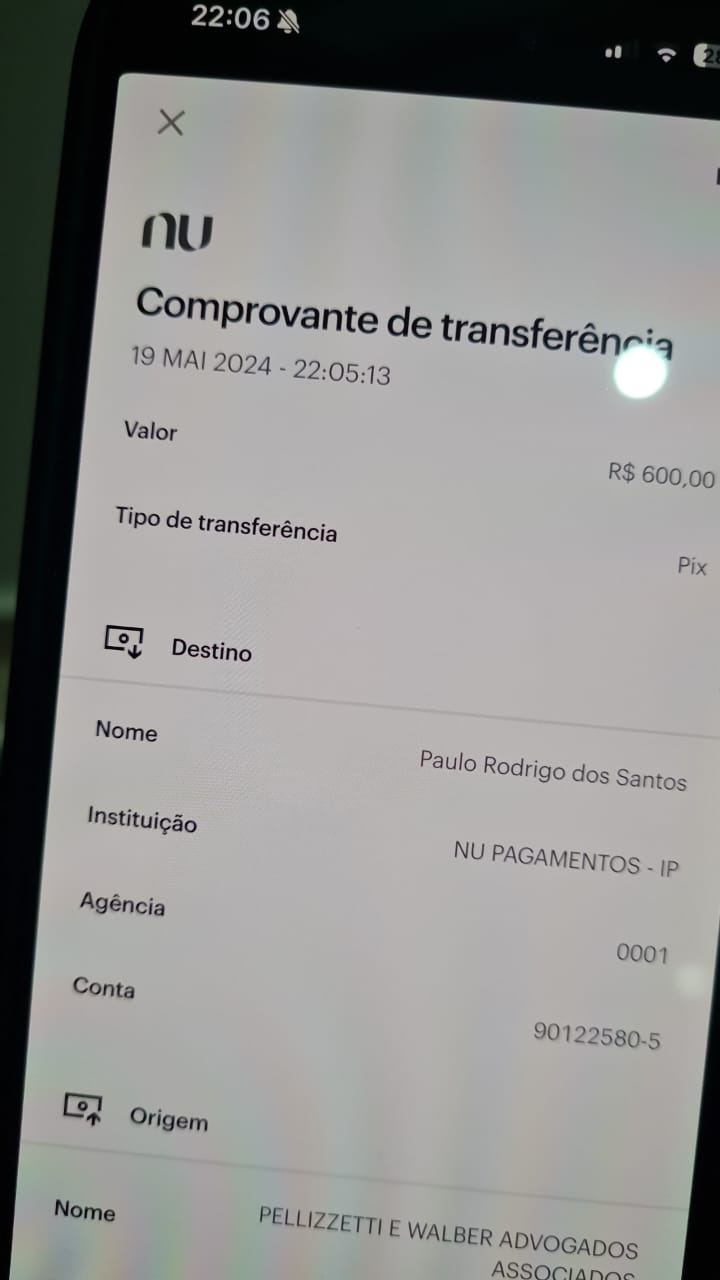 22:06
28
nu
Comprovante de transferência
19 MAI 2024 - 22:05:13
Valor
R$ 600,00
Tipo de transferência
Pix
Destino
Nome
Paulo Rodrigo dos Santos
Instituição
NU PAGAMENTOS - IP
Agência
0001
Conta
90122580-5
Origem
Nome
PELLIZZETTI E WALBER ADVOGADOS
ASSOCIADOS